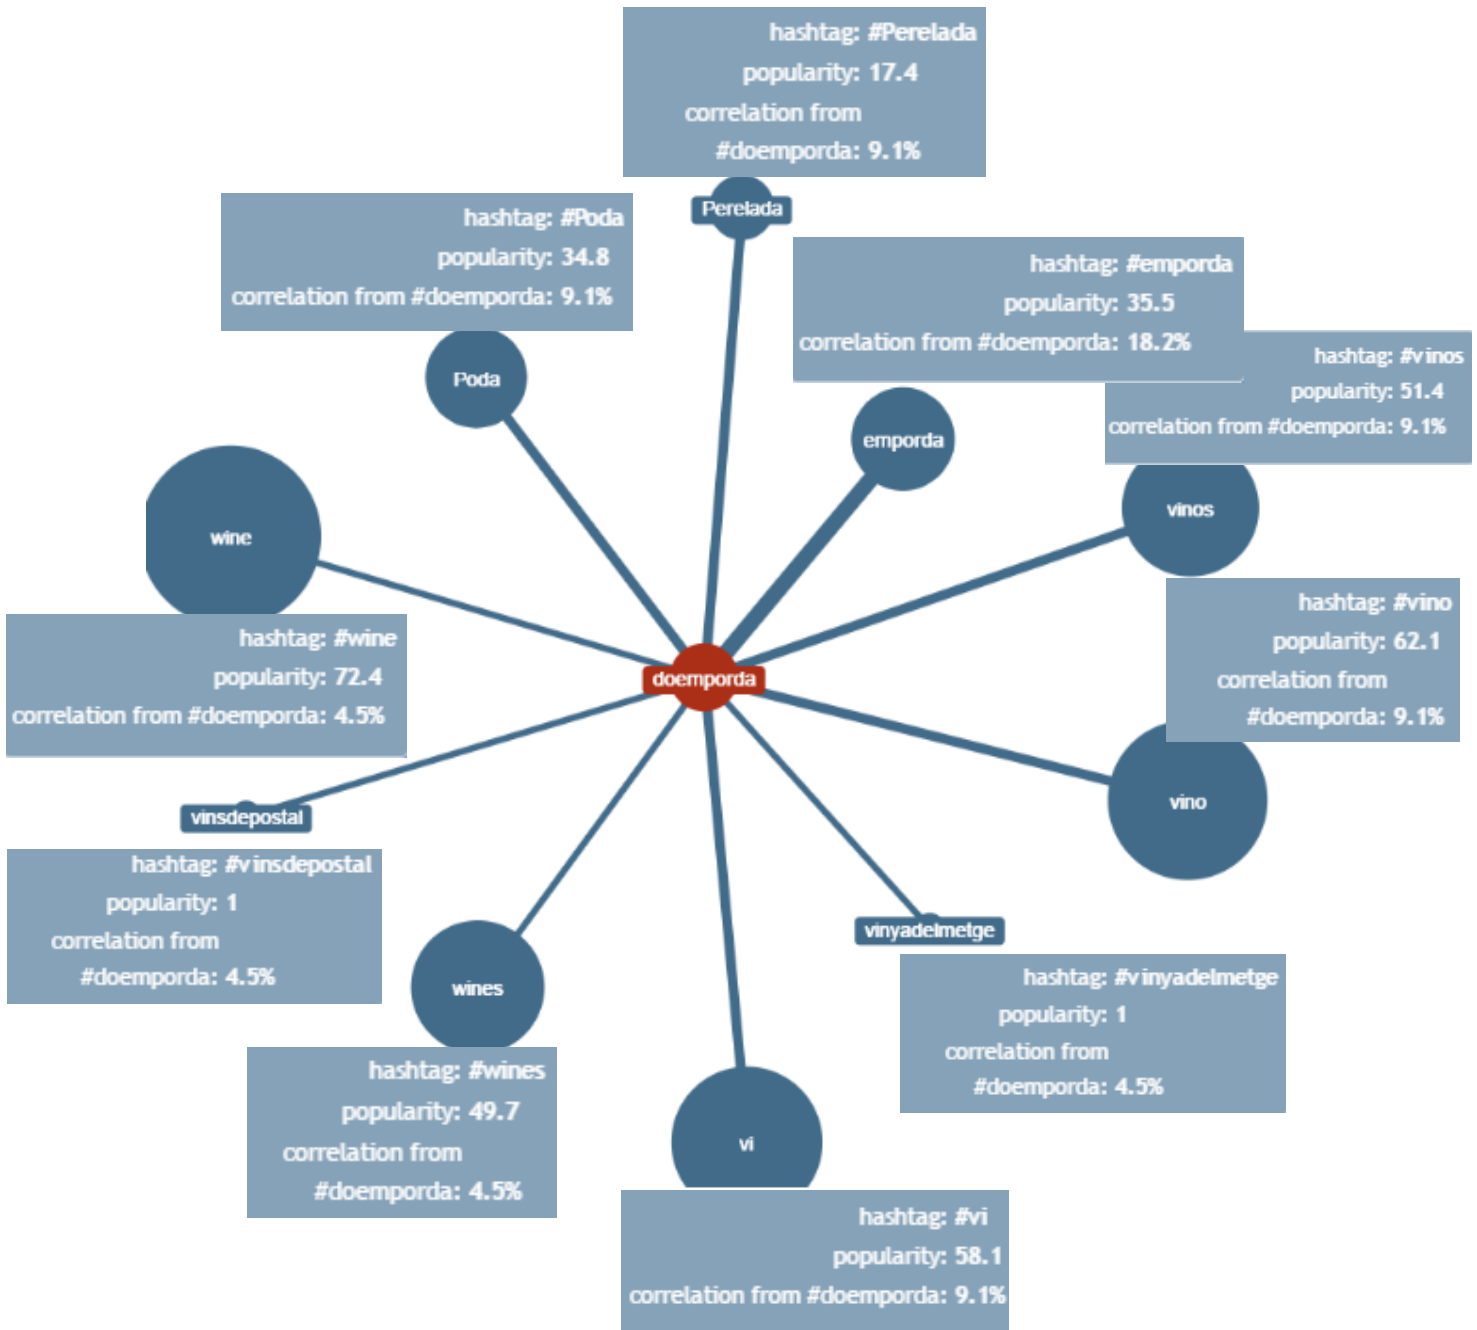 hashtag: #Perelada
popularity: 17.4
correlation from
#doemporda: 9.1%
Perelada
hashtag: #Poda
popularity: 34.8
correlation from #doemporda: 9.1%
Poda
hashtag: #emporda
popularity: 35.5
correlation from #doemporda: 18.2%
emporda
hashtag: #vinos
popularity: 51.4
correlation from #doemporda: 9.1%
vinos
wine
hashtag: #wine
popularity: 72.4
correlation from #doemporda: 4.5%
doemporda
hashtag: #vino
popularity: 62.1
correlation from
#doemporda: 9.1%
vino
vinsdepostal
hashtag: #vinsdepostal
popularity: 1
correlation from
#doemporda: 4.5%
vinyadelmetge
hashtag: #vinyadelmetge
popularity: 1
correlation from
#doemporda: 4.5%
wines
hashtag: #wines
popularity: 49.7
correlation from
#doemporda: 4.5%
vi
hashtag: #vi
popularity: 58.1
correlation from #doemporda: 9.1%